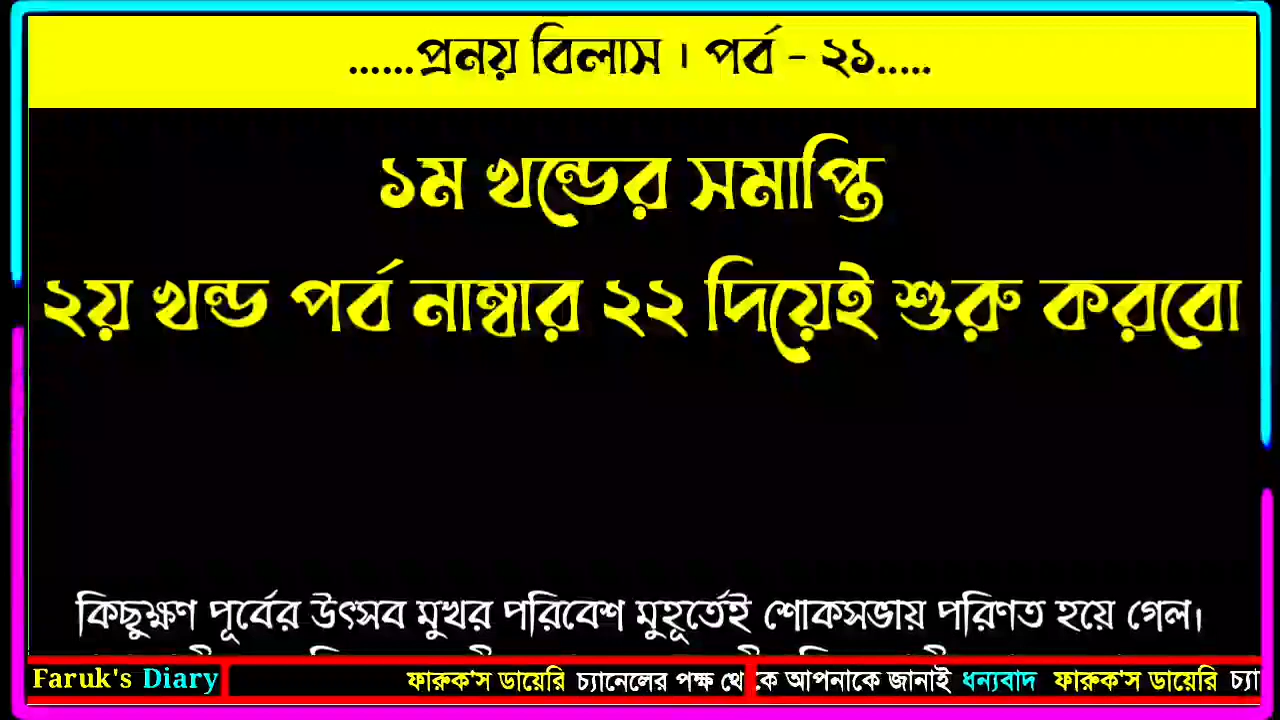 ......প্রনয় বিলাস । পর্ব - ২১.....
১ম খন্ডের সমাপ্তি
২য় খন্ড পর্ব নাম্বার ২২ দিয়েই শুরু করবো
কিছুক্ষণ পূর্বের উৎসব মুখর পরিবেশ মুহূর্তেই শোকসভায় পরিণত হয়ে গেল।
Faruk's Diary ফারুক'স ডায়েরি চ্যানেলের পক্ষ থেকে আপনাকে জানাই ধন্যবাদ ফারুক'স ডায়েরি চ্যা